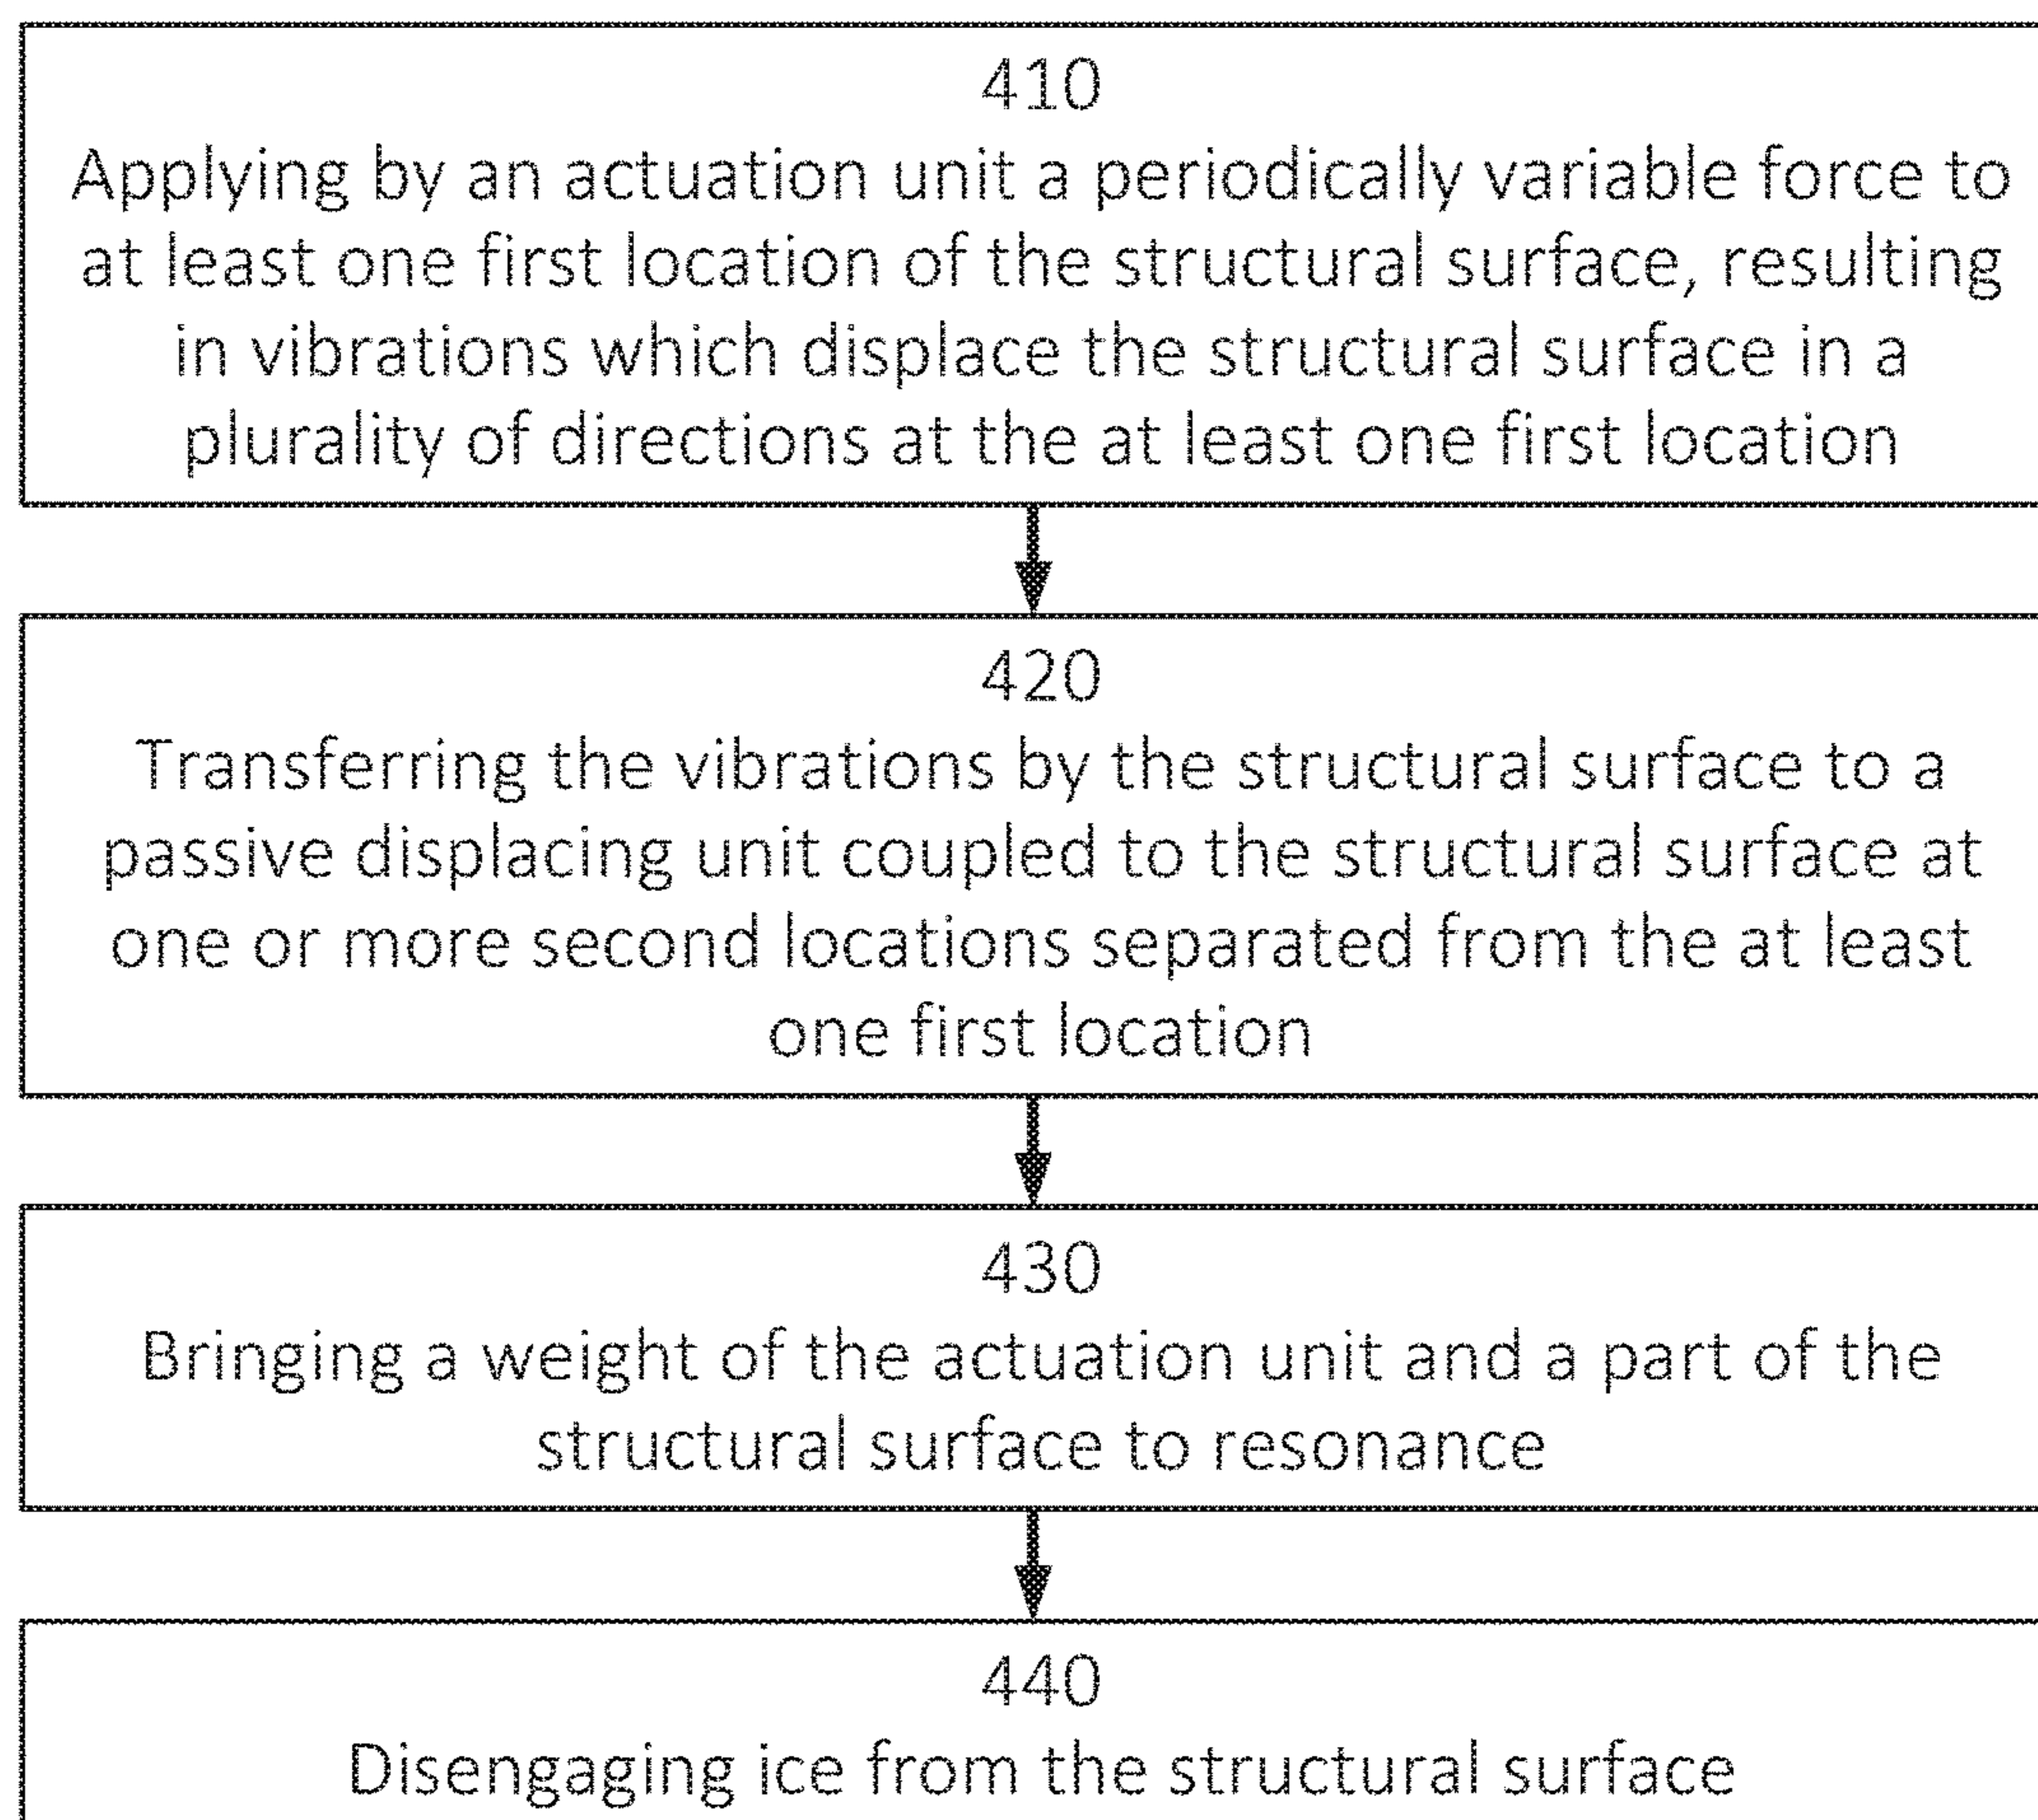 410
Applying by an actuation unit a periodically variable force to
at least one first location of the structural surface, resulting
in vibrations which displace the structural surface in a
plurality of directions at the at least one first location
420
Transferring the vibrations by the structural surface to a
passive displacing unit coupled to the structural surface at
one or more second locations separated from the at least
one first location
430
Bringing a weight of the actuation unit and a part of the
structural surface to resonance
440
Disengaging ice from the structural surface